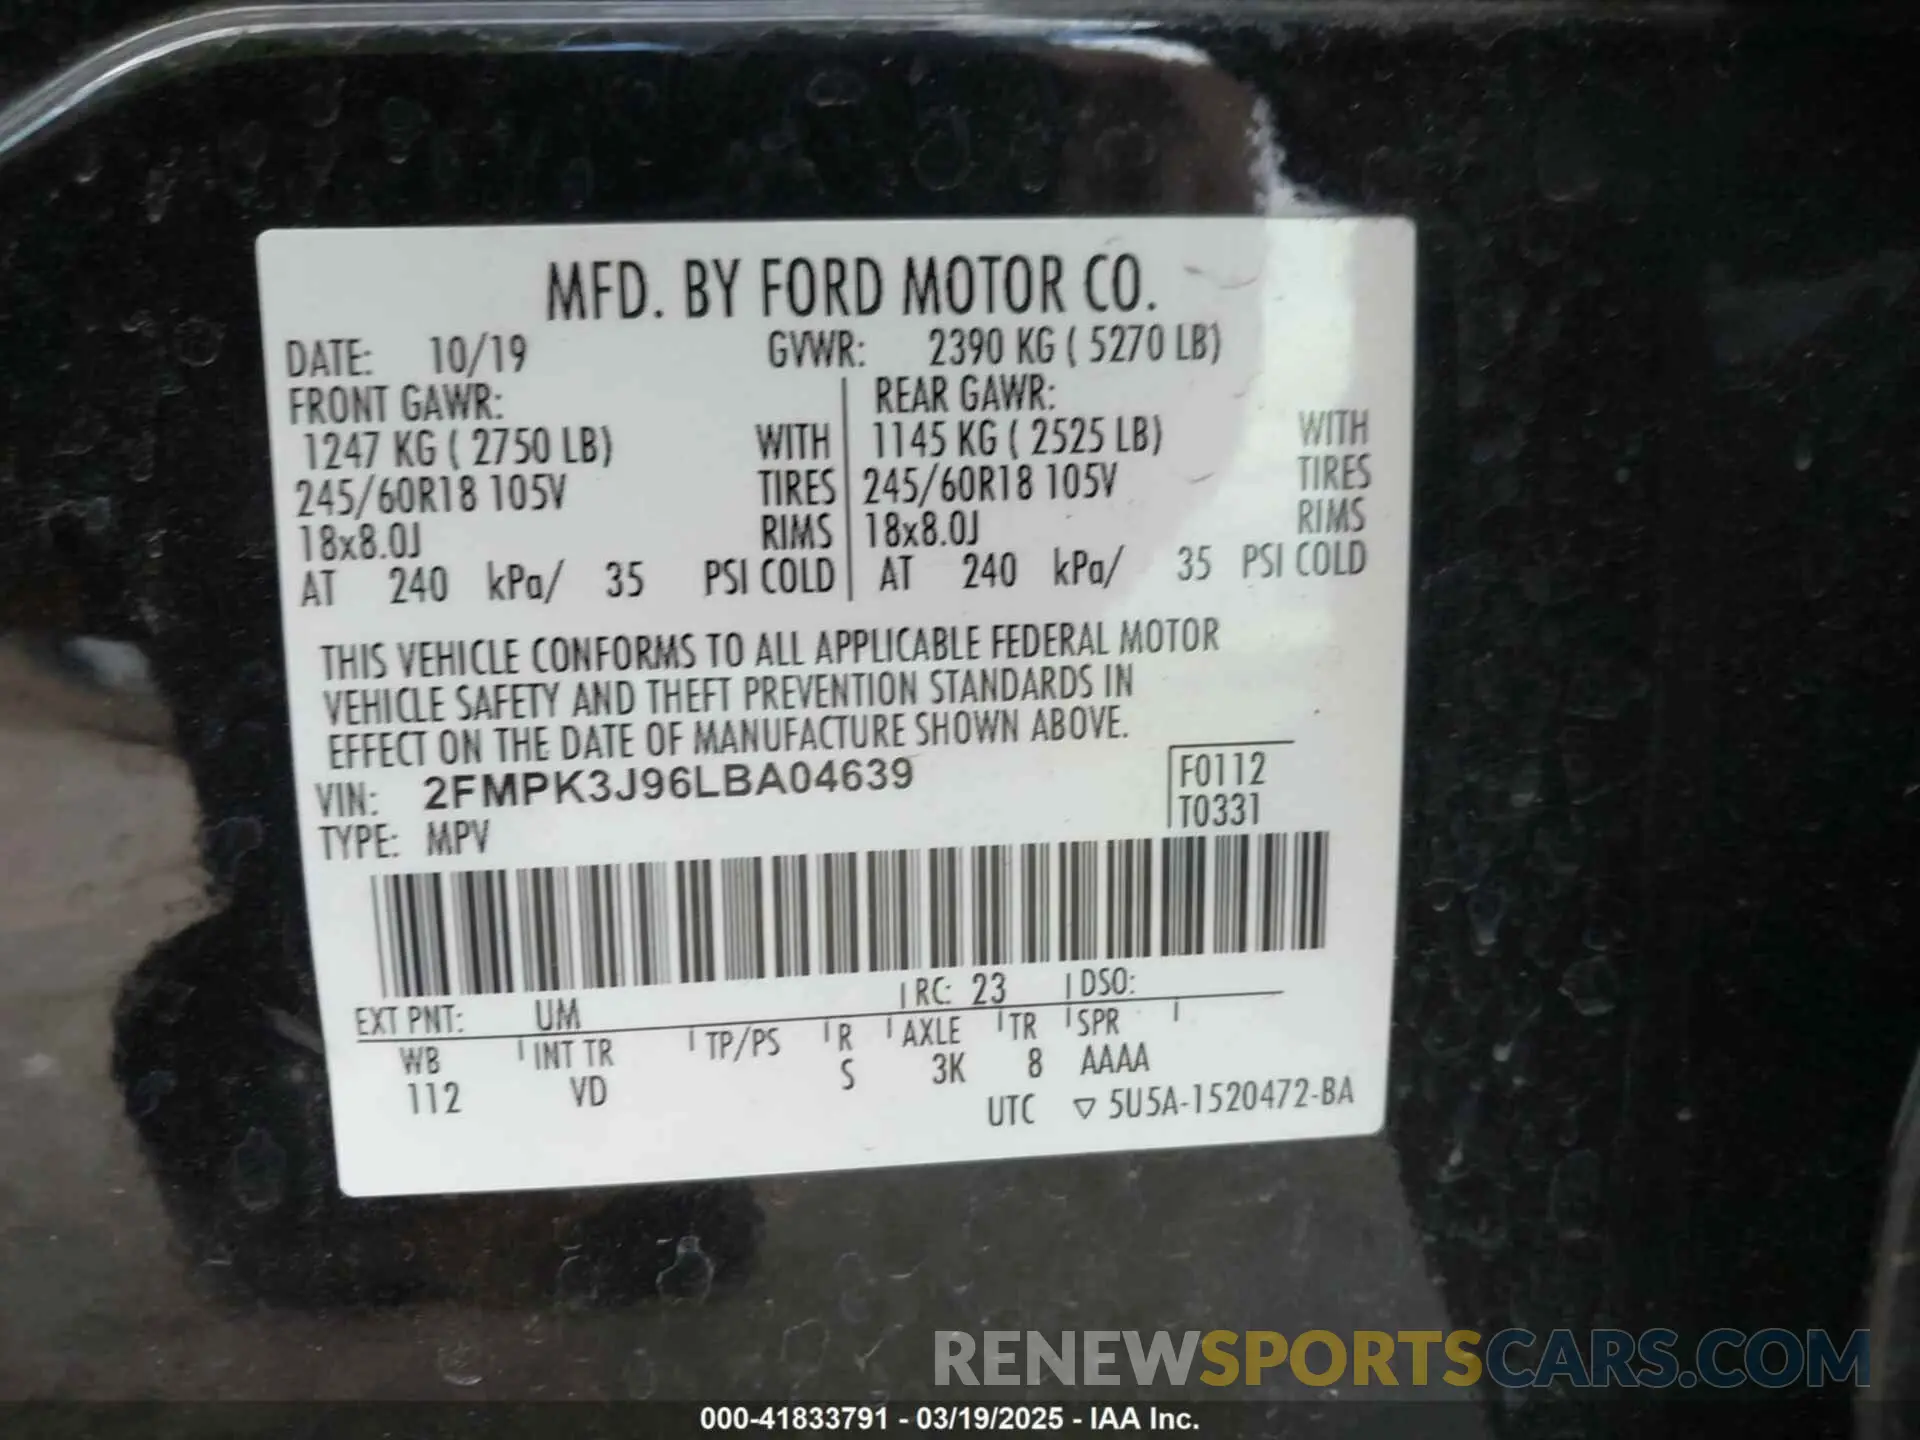 MFD. BY FORD MOTOR CO.
DATE: 10/19 GVWR: 2390 KG ( 5270 LB)
FRONT GAWR: REAR GAWR:
1247 KG ( 2750 LB) WITH 1145 KG ( 2525 LB) WITH
245/60R18 105V TIRES 245/60R18 105V TIRES
18x8.0J RIMS 18x8.0J RIMS
AT 240 kPa/ 35 PSI COLD AT 240 kPa/ 35 PSI COLD
THIS VEHICLE CONFORMS TO ALL APPLICABLE FEDERAL MOTOR
VEHICLE SAFETY AND THEFT PREVENTION STANDARDS IN
EFFECT ON THE DATE OF MANUFACTURE SHOWN ABOVE.
VIN: 2FMPK3J96LBA04639 F0112
TYPE: MPV T0331
EXT PNT: UM RC: 23 DSO:
WB INT TR TP/PS R AXLE TR SPR
112 VD S 3K 8 AAAA
UTC ▽ 5U5A-1520472-BA
RENEWSPORTSCARS.COM
000-41833791 - 03/19/2025 - IAA Inc.